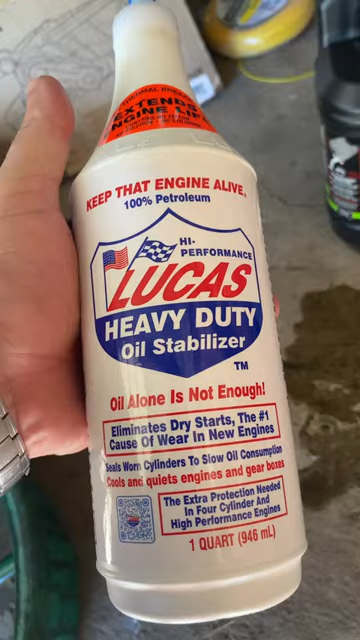 EXTENDS
ENGINE LIFE
KEEP THAT ENGINE ALIVE.
100% Petroleum
HI-
PERFORMANCE
LUCAS
HEAVY DUTY
Oil Stabilizer
TM
Oil Alone Is Not Enough!
Eliminates Dry Starts, The #1
Cause Of Wear In New Engines
Seals Worn Cylinders To Slow Oil Consumption
Cools and quiets engines and gear boxes
The Extra Protection Needed
In Four Cylinder And
High Performance Engines
1 QUART (946 mL)